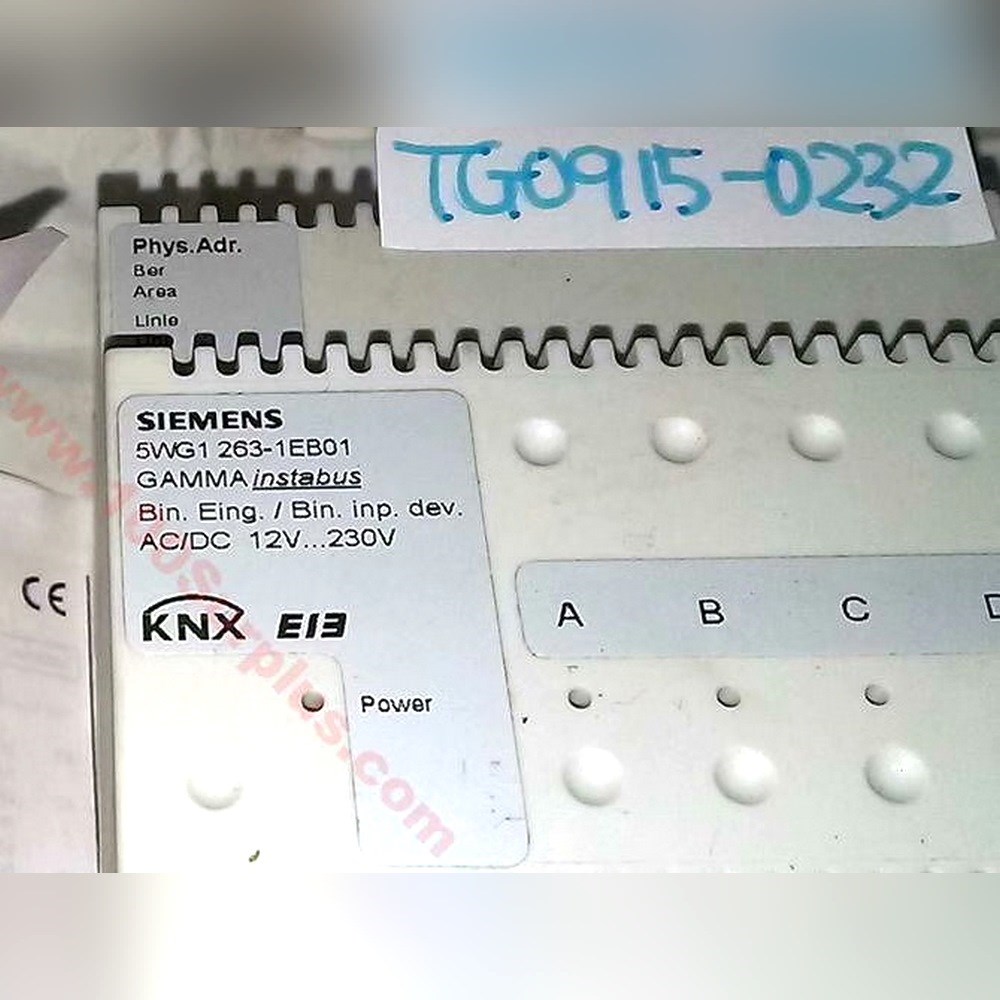 TG0915-0232
Phys.Adr.
Ber
Area
Linie
SIEMENS
5WG1 263-1EB01
GAMMA instabus
Bin. Eing. / Bin. inp. dev.
AC/DC 12V...230V
CE
KNX EIB
A B C D
Power